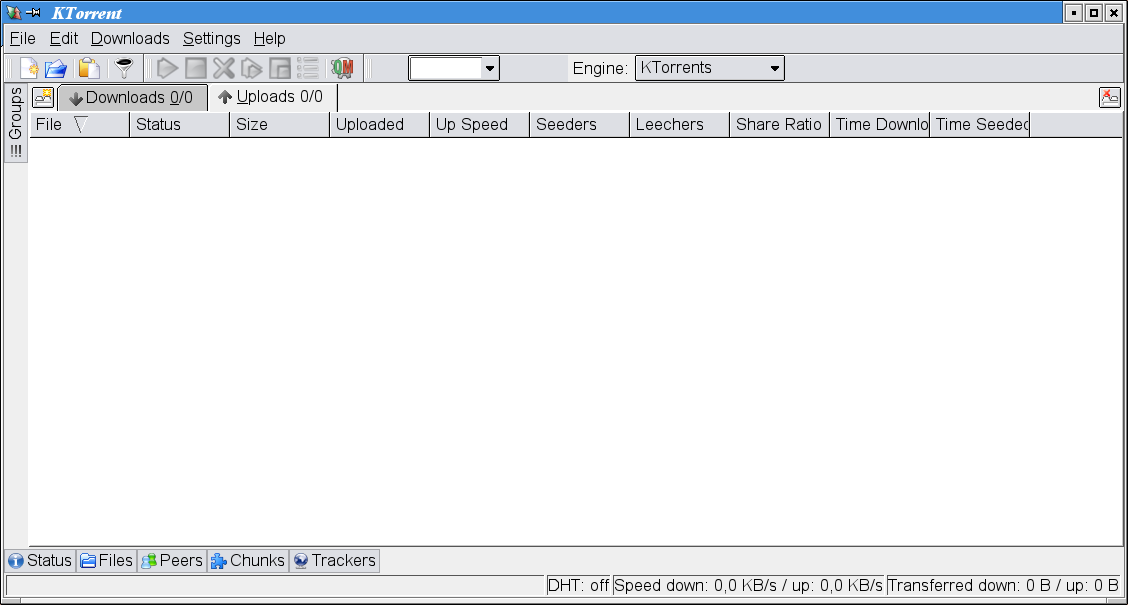 KTorrent
File Edit Downloads Settings Help
Engine: KTorrents
Groups
!!!
Downloads 0/0 Uploads 0/0
File Status Size Uploaded Up Speed Seeders Leechers Share Ratio Time Downlo Time Seeded
Status Files Peers Chunks Trackers
DHT: off Speed down: 0,0 KB/s / up: 0,0 KB/s Transferred down: 0 B / up: 0 B